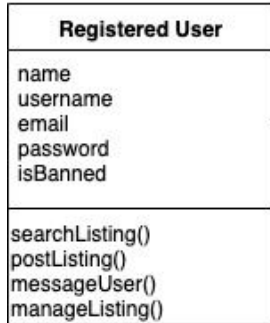 Registered User
name
username
email
password
isBanned
searchListing()
postListing()
messageUser()
manageListing()